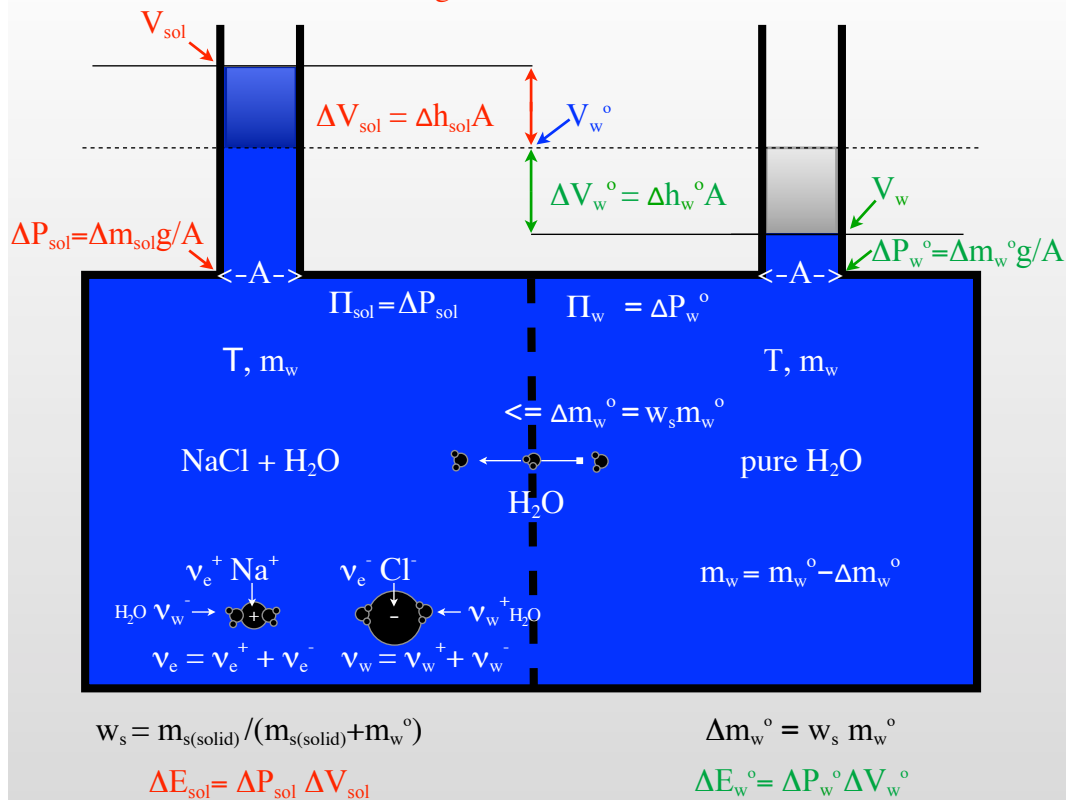 g
V_sol
ΔV_sol = Δh_sol A
V_w°
ΔV_w° = Δh_w° A
V_w
ΔP_sol=Δm_sol g/A
ΔP_w°=Δm_w° g/A
<-A-> <-A->
Π_sol = ΔP_sol
Π_w = ΔP_w°
T, m_w
T, m_w
<= Δm_w° = w_s m_w°
NaCl + H₂O
pure H₂O
H₂O
ν_e⁺ Na⁺
ν_e⁻ Cl⁻
m_w = m_w° − Δm_w°
H₂O ν_w⁻
+
-
ν_w⁺ H₂O
ν_e = ν_e⁺ + ν_e⁻
ν_w = ν_w⁺ + ν_w⁻
w_s = m_s(solid) /(m_s(solid)+m_w°)
Δm_w° = w_s m_w°
ΔE_sol = ΔP_sol ΔV_sol
ΔE_w° = ΔP_w° ΔV_w°